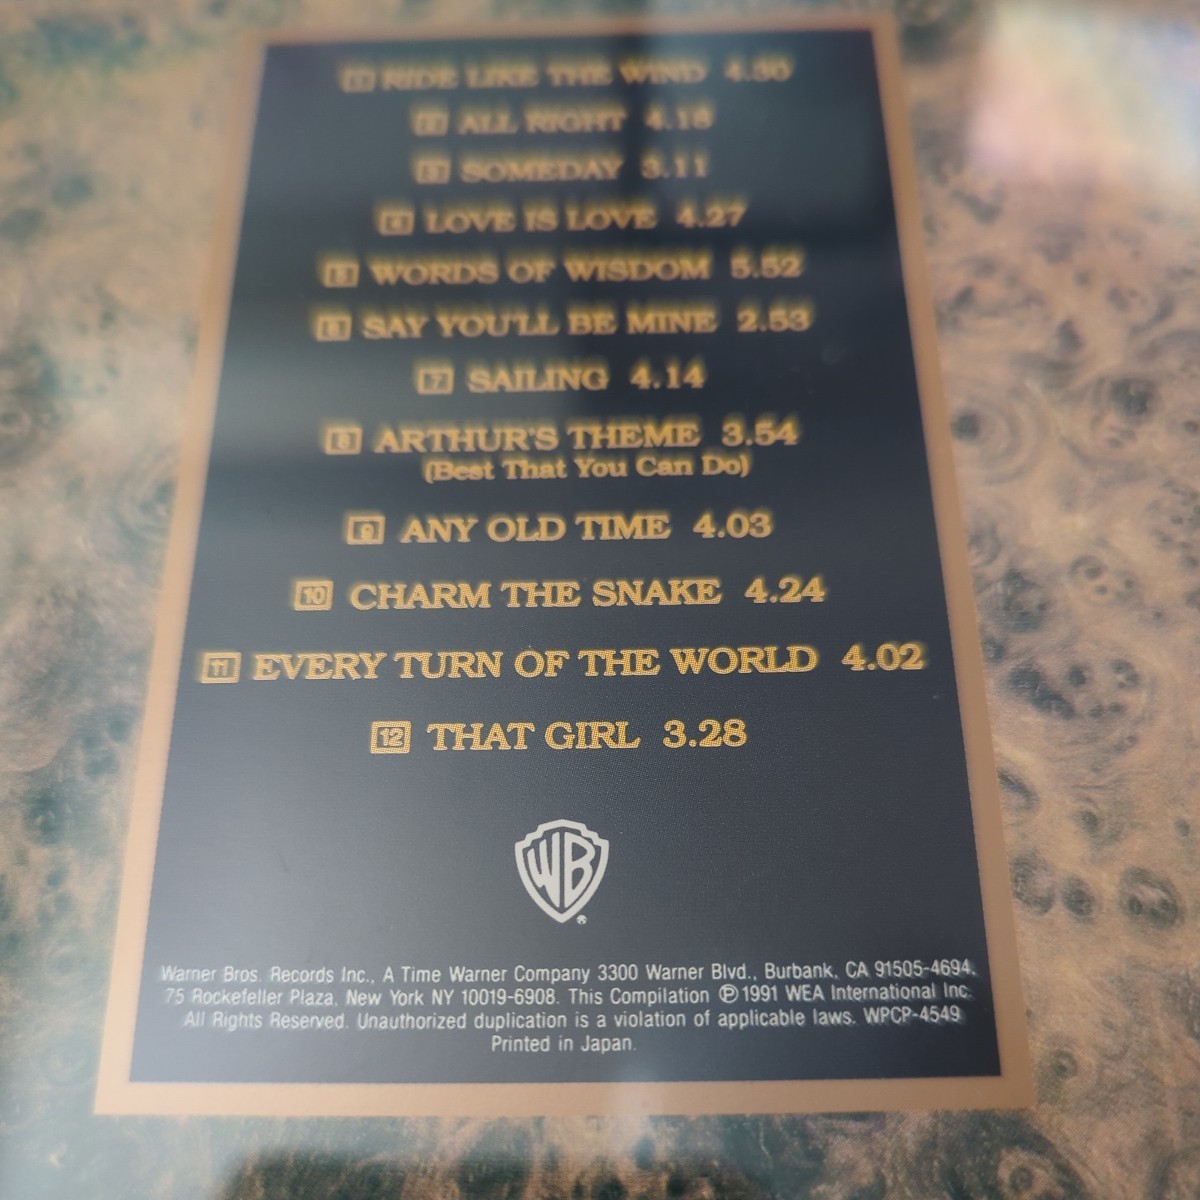 1 RIDE LIKE THE WIND 4.30
2 ALL RIGHT 4.18
3 SOMEDAY 3.11
4 LOVE IS LOVE 4.27
5 WORDS OF WISDOM 5.52
6 SAY YOU'LL BE MINE 2.53
7 SAILING 4.14
8 ARTHUR'S THEME 3.54
(Best That You Can Do)
9 ANY OLD TIME 4.03
10 CHARM THE SNAKE 4.24
11 EVERY TURN OF THE WORLD 4.02
12 THAT GIRL 3.28
WB
Warner Bros. Records Inc., A Time Warner Company 3300 Warner Blvd., Burbank, CA 91505-4694.
75 Rockefeller Plaza, New York NY 10019-6908. This Compilation ℗ 1991 WEA International Inc.
All Rights Reserved. Unauthorized duplication is a violation of applicable laws. WPCP-4549
Printed in Japan.